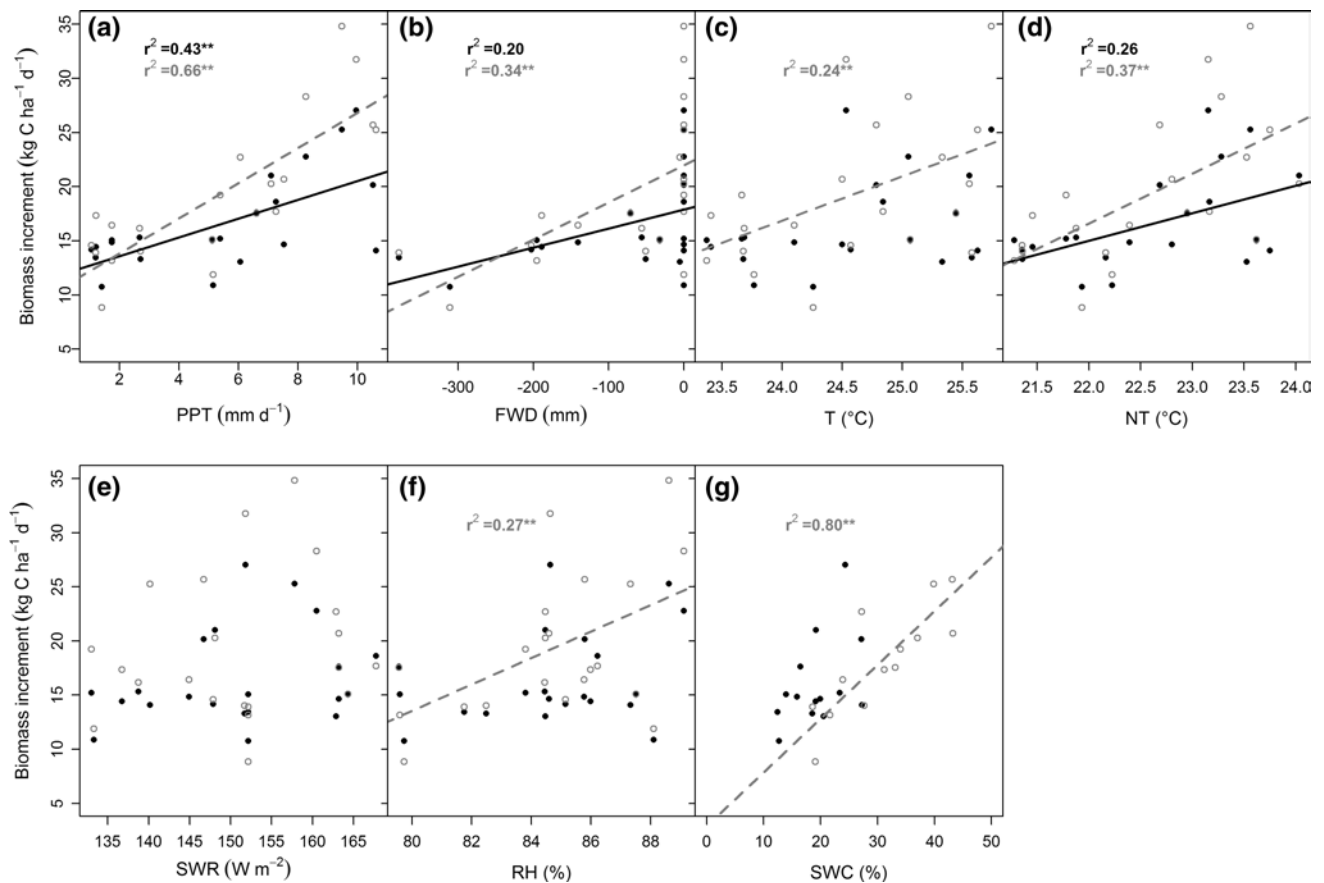 (a)
r² =0.43**
r² =0.66**
(b)
r² =0.20
r² =0.34**
(c)
r² =0.24**
(d)
r² =0.26
r² =0.37**
Biomass increment (kg C ha⁻¹ d⁻¹)
35
30
25
20
15
10
5
2 4 6 8 10
PPT (mm d⁻¹)
-300 -200 -100 0
FWD (mm)
23.5 24.0 24.5 25.0 25.5
T (°C)
21.5 22.0 22.5 23.0 23.5 24.0
NT (°C)
(e)
(f)
r² =0.27**
(g)
r² =0.80**
Biomass increment (kg C ha⁻¹ d⁻¹)
35
30
25
20
15
10
5
135 140 145 150 155 160 165
SWR (W m⁻²)
80 82 84 86 88
RH (%)
0 10 20 30 40 50
SWC (%)